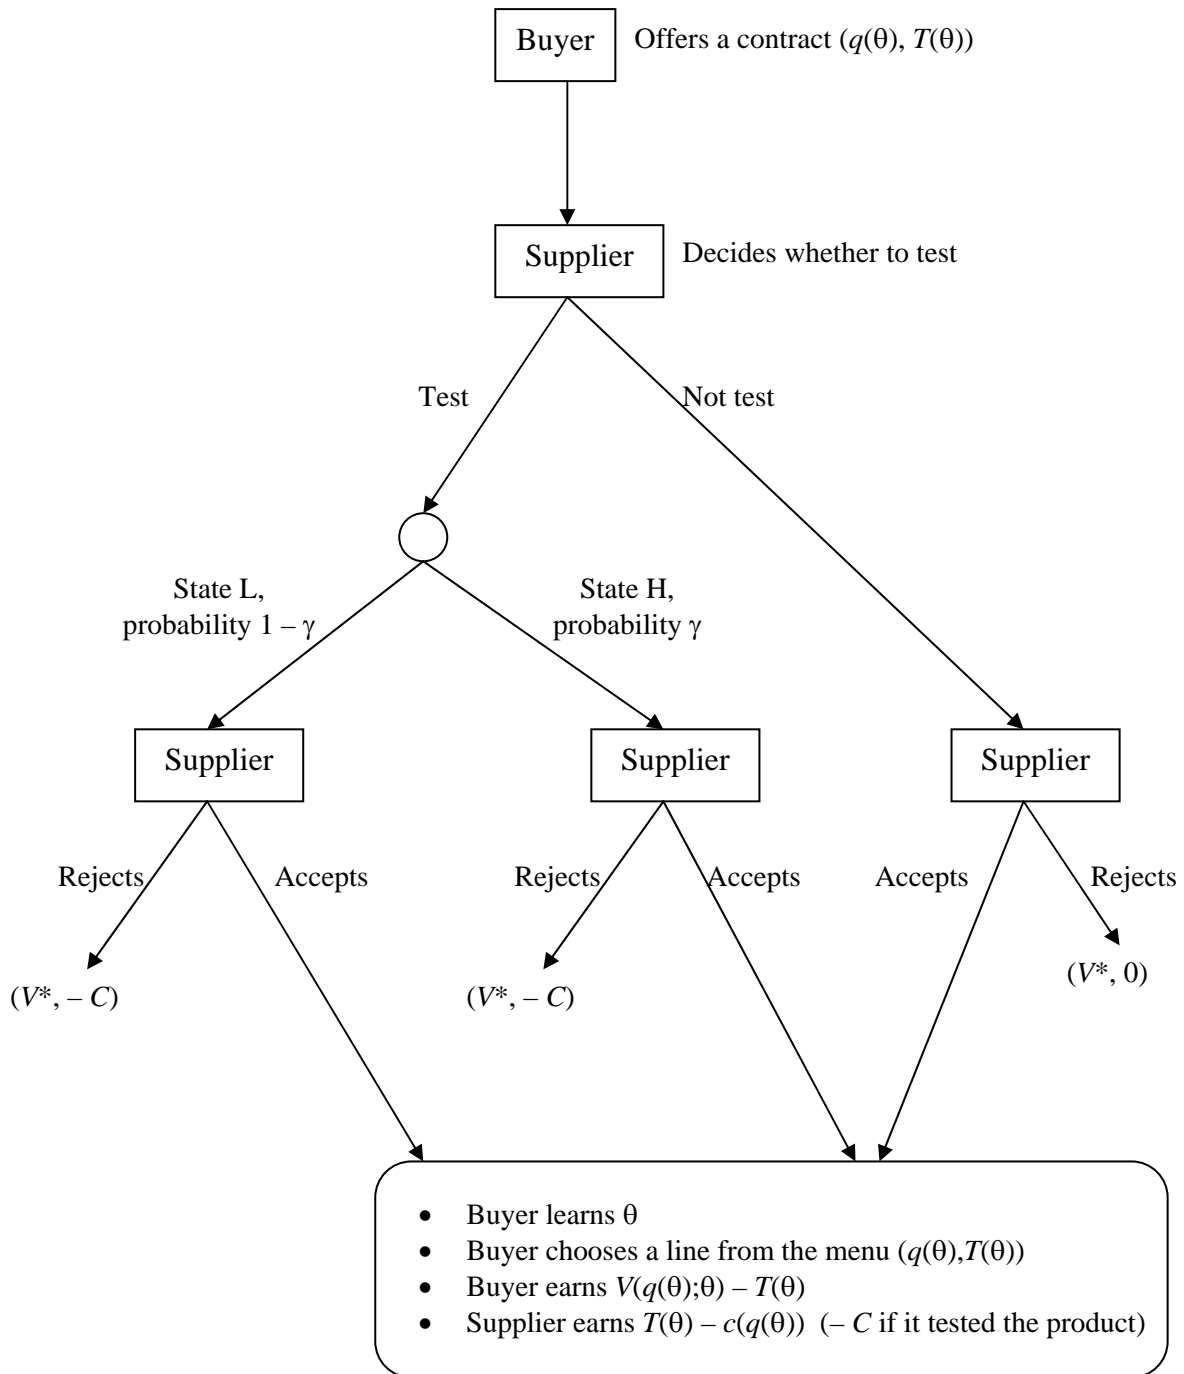 Buyer
Offers a contract (q(θ), T(θ))
Supplier
Decides whether to test
Test
Not test
State L,
probability 1 – γ
State H,
probability γ
Supplier
Supplier
Supplier
Rejects
Accepts
Rejects
Accepts
Accepts
Rejects
(V*, – C)
(V*, – C)
(V*, 0)
• Buyer learns θ
• Buyer chooses a line from the menu (q(θ),T(θ))
• Buyer earns V(q(θ);θ) – T(θ)
• Supplier earns T(θ) – c(q(θ)) (– C if it tested the product)